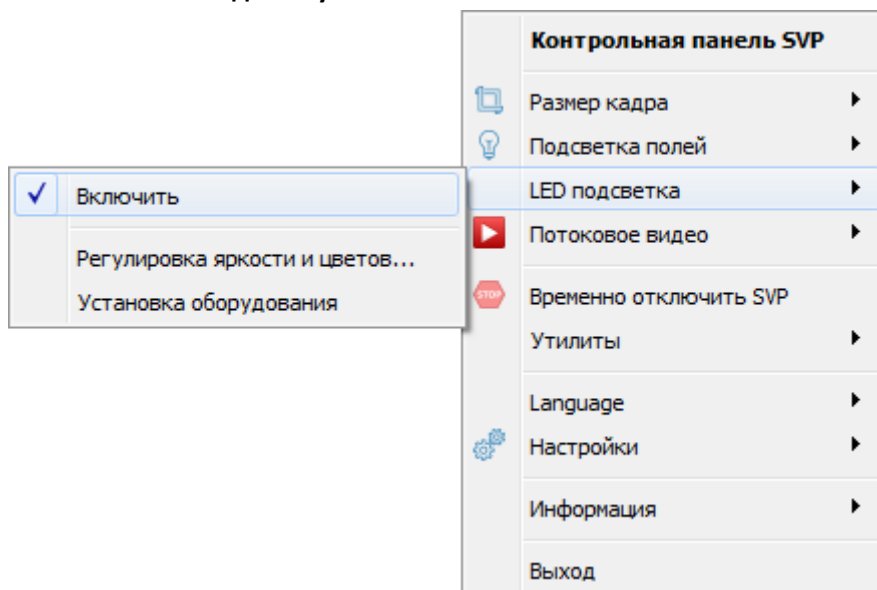 Контрольная панель SVP
Размер кадра
Подсветка полей
LED подсветка
Потоковое видео
STOP
Временно отключить SVP
Утилиты
Language
Настройки
Информация
Выход
Включить
Регулировка яркости и цветов...
Установка оборудования